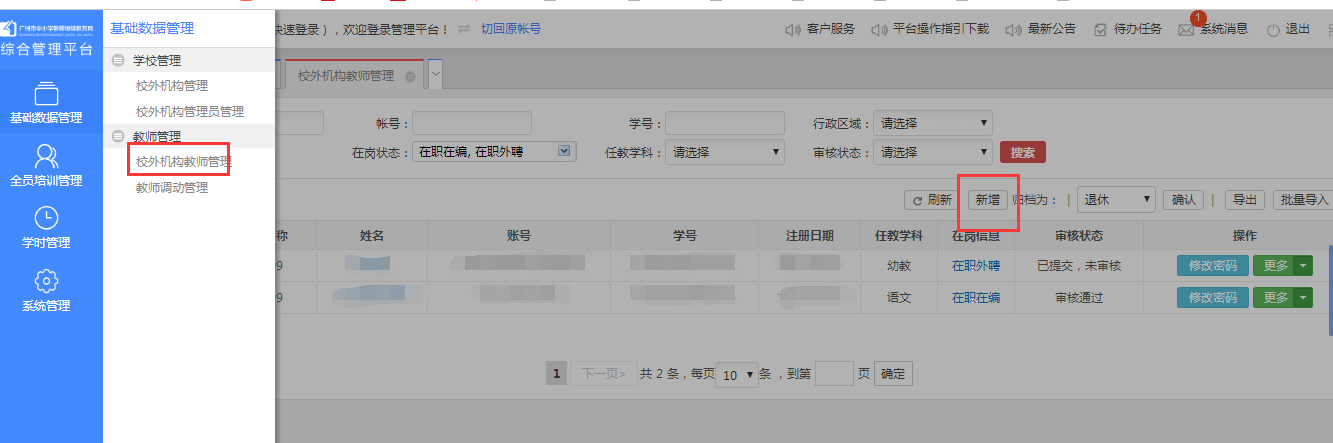 广州市中小学教师继续教育网
综合管理平台
基础数据管理
全员培训管理
学时管理
系统管理
基础数据管理
学校管理
校外机构管理
校外机构管理员管理
教师管理
校外机构教师管理
教师调动管理
快速登录），欢迎登录管理平台！ 切回原帐号
客户服务 平台操作指引下载 最新公告 待办任务 系统消息 1 退出
校外机构教师管理
帐号： 学号： 行政区域： 请选择
在岗状态： 在职在编, 在职外聘 任教学科： 请选择 审核状态： 请选择 搜索
刷新 新增 归档为： | 退休 确认 | 导出 批量导入
称 姓名 账号 学号 注册日期 任教学科 在岗信息 审核状态 操作
9 幼教 在职外聘 已提交，未审核 修改密码 更多
9 语文 在职在编 审核通过 修改密码 更多
1 下一页> 共 2 条，每页 10 条，到第 页 确定